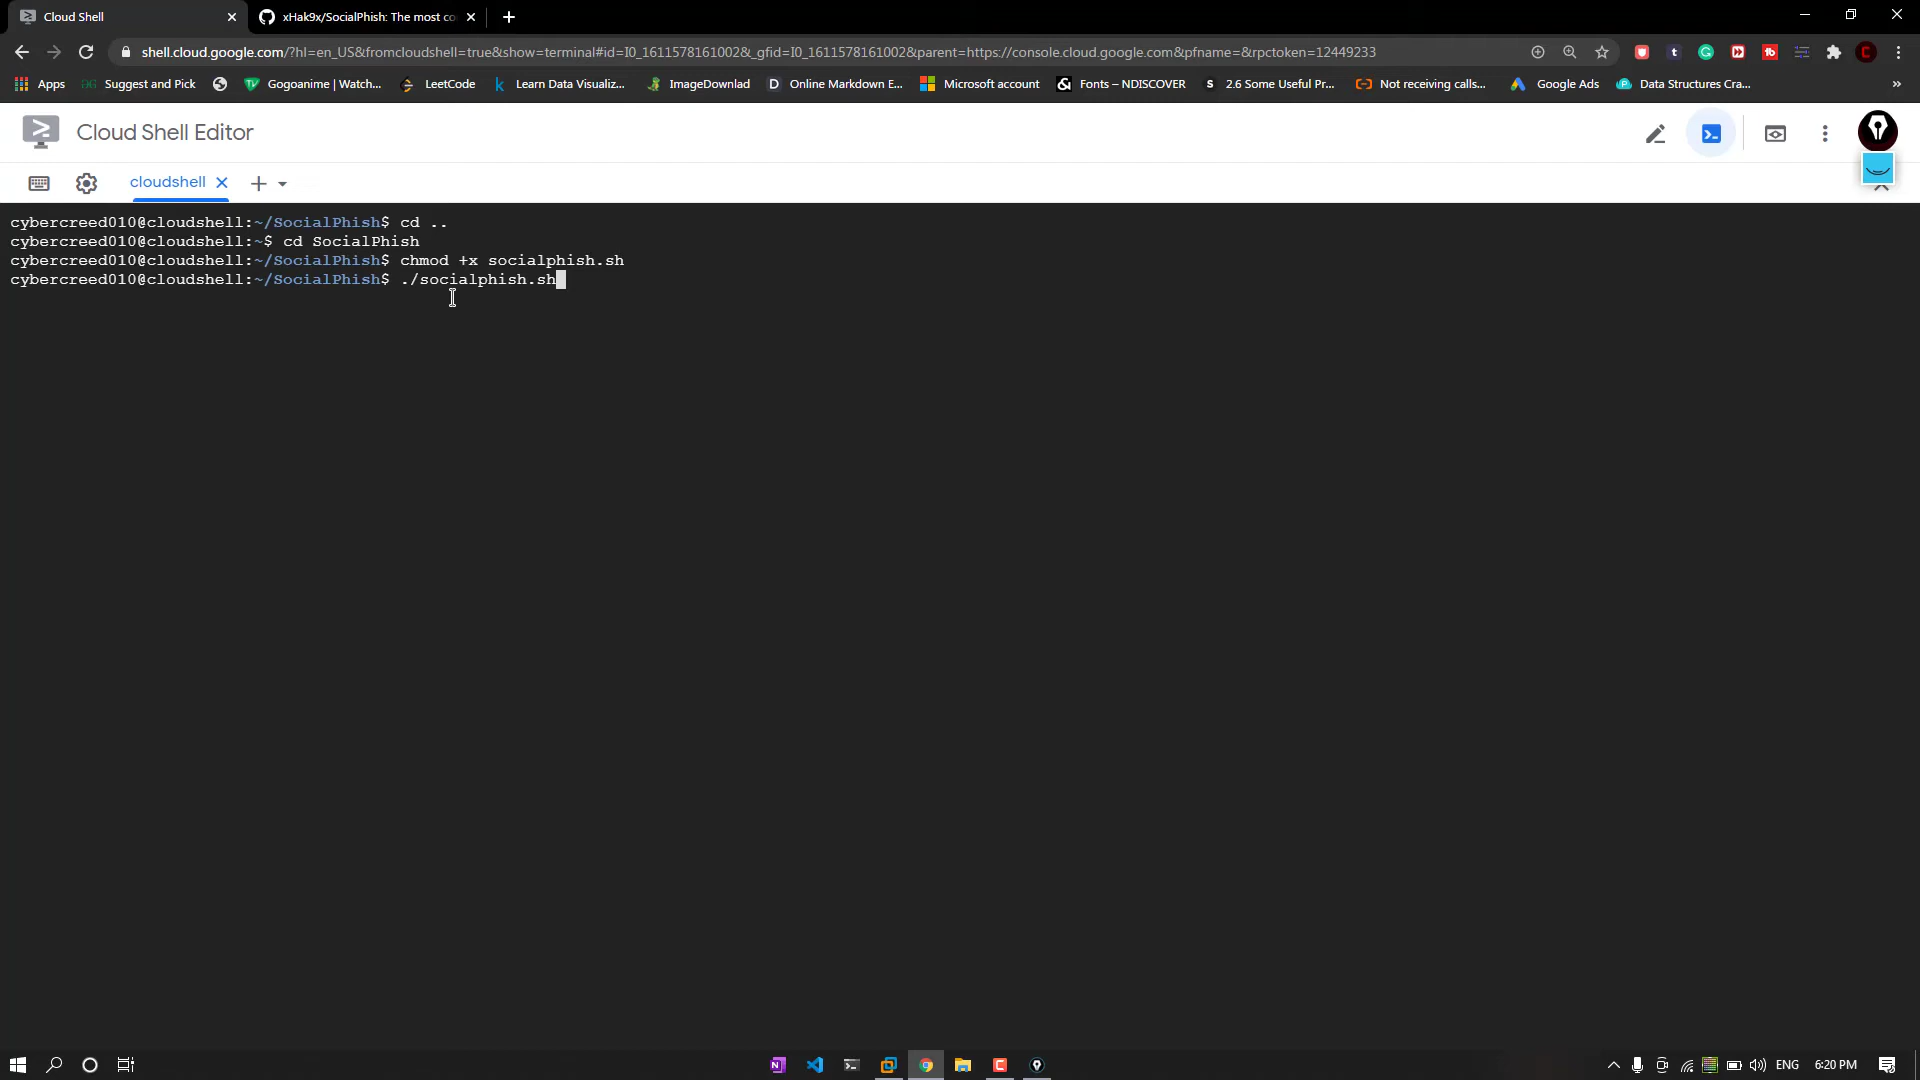 Cloud Shell
xHak9x/SocialPhish: The most co
shell.cloud.google.com/?hl=en_US&fromcloudshell=true&show=terminal#id=I0_1611578161002&_gfid=I0_1611578161002&parent=https://console.cloud.google.com&pfname=&rpctoken=12449233
Apps Suggest and Pick Gogoanime | Watch... LeetCode Learn Data Visualiz... ImageDownlad Online Markdown E... Microsoft account Fonts – NDISCOVER 2.6 Some Useful Pr... Not receiving calls... Google Ads Data Structures Cra... »
Cloud Shell Editor
cloudshell
cybercreed010@cloudshell:~/SocialPhish$ cd ..
cybercreed010@cloudshell:~$ cd SocialPhish
cybercreed010@cloudshell:~/SocialPhish$ chmod +x socialphish.sh
cybercreed010@cloudshell:~/SocialPhish$ ./socialphish.sh
ENG 6:20 PM